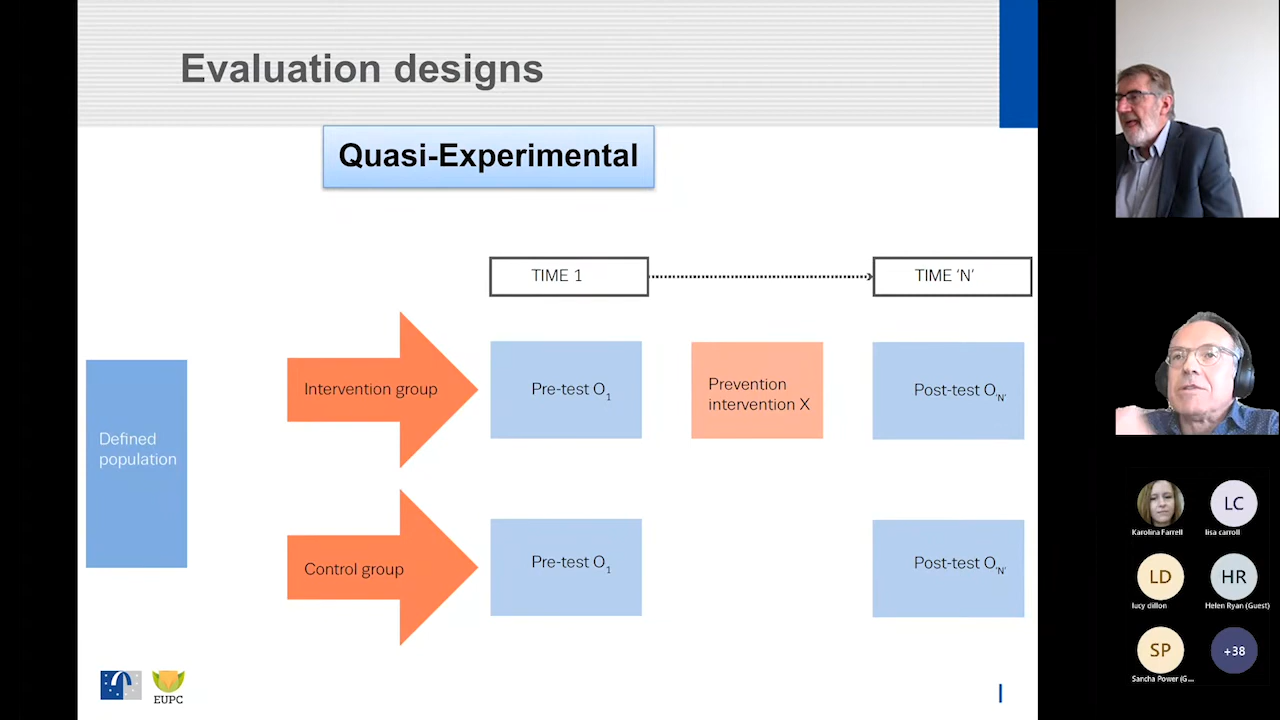 Evaluation designs
Quasi-Experimental
TIME 1
TIME ‘N’
Intervention group
Pre-test O1
Prevention
intervention X
Post-test O‘N’
Defined
population
Control group
Pre-test O1
Post-test O‘N’
EUPC
Karolina Farrell
LC
lisa carroll
LD
lucy dillon
HR
Helen Ryan (Guest)
SP
Sancha Power (G...
+38